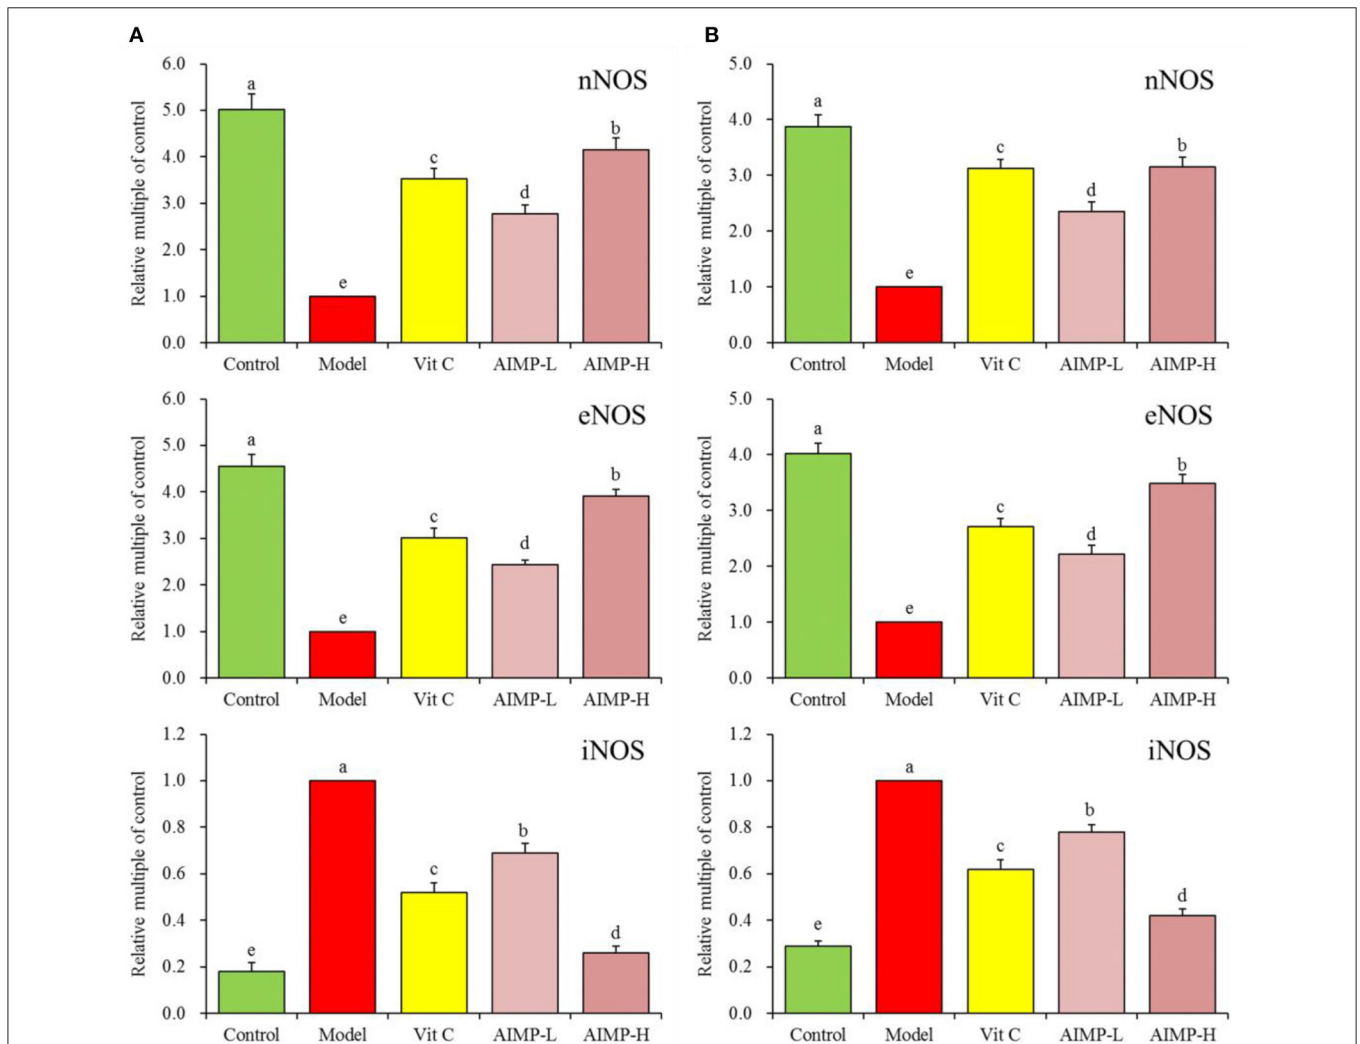 A
B
Relative multiple of control
6.0
5.0
4.0
3.0
2.0
1.0
0.0
nNOS
a
e
c
d
b
Control Model Vit C AIMP-L AIMP-H
Relative multiple of control
5.0
4.0
3.0
2.0
1.0
0.0
nNOS
a
e
c
d
b
Control Model Vit C AIMP-L AIMP-H
Relative multiple of control
6.0
5.0
4.0
3.0
2.0
1.0
0.0
eNOS
a
e
c
d
b
Control Model Vit C AIMP-L AIMP-H
Relative multiple of control
5.0
4.0
3.0
2.0
1.0
0.0
eNOS
a
e
c
d
b
Control Model Vit C AIMP-L AIMP-H
Relative multiple of control
1.2
1.0
0.8
0.6
0.4
0.2
0.0
iNOS
e
a
c
b
d
Control Model Vit C AIMP-L AIMP-H
Relative multiple of control
1.2
1.0
0.8
0.6
0.4
0.2
0.0
iNOS
e
a
c
b
d
Control Model Vit C AIMP-L AIMP-H